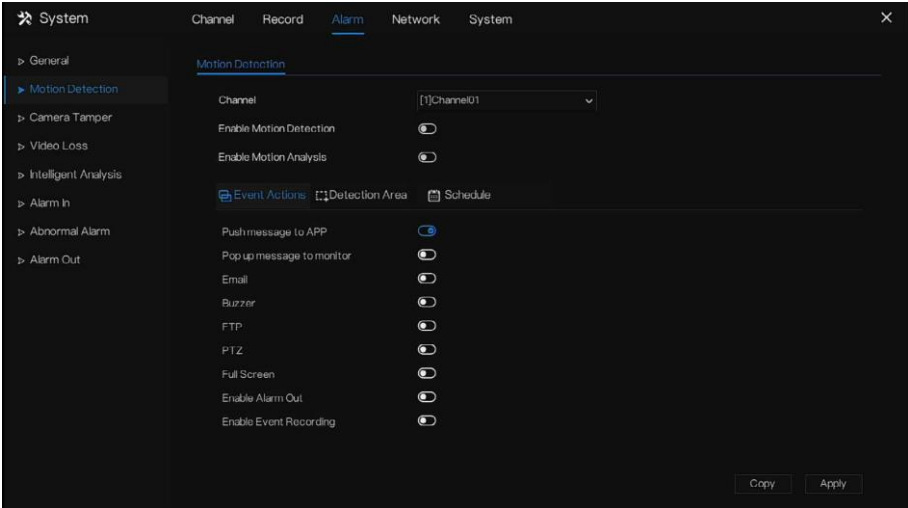 System
Channel Record Alarm Network System
General
Motion Detection
Camera Tamper
Video Loss
Intelligent Analysis
Alarm In
Abnormal Alarm
Alarm Out
Motion Detection
Channel [1]Channel01
Enable Motion Detection
Enable Motion Analysis
Event Actions Detection Area Schedule
Push message to APP
Pop up message to monitor
Email
Buzzer
FTP
PTZ
Full Screen
Enable Alarm Out
Enable Event Recording
Copy Apply